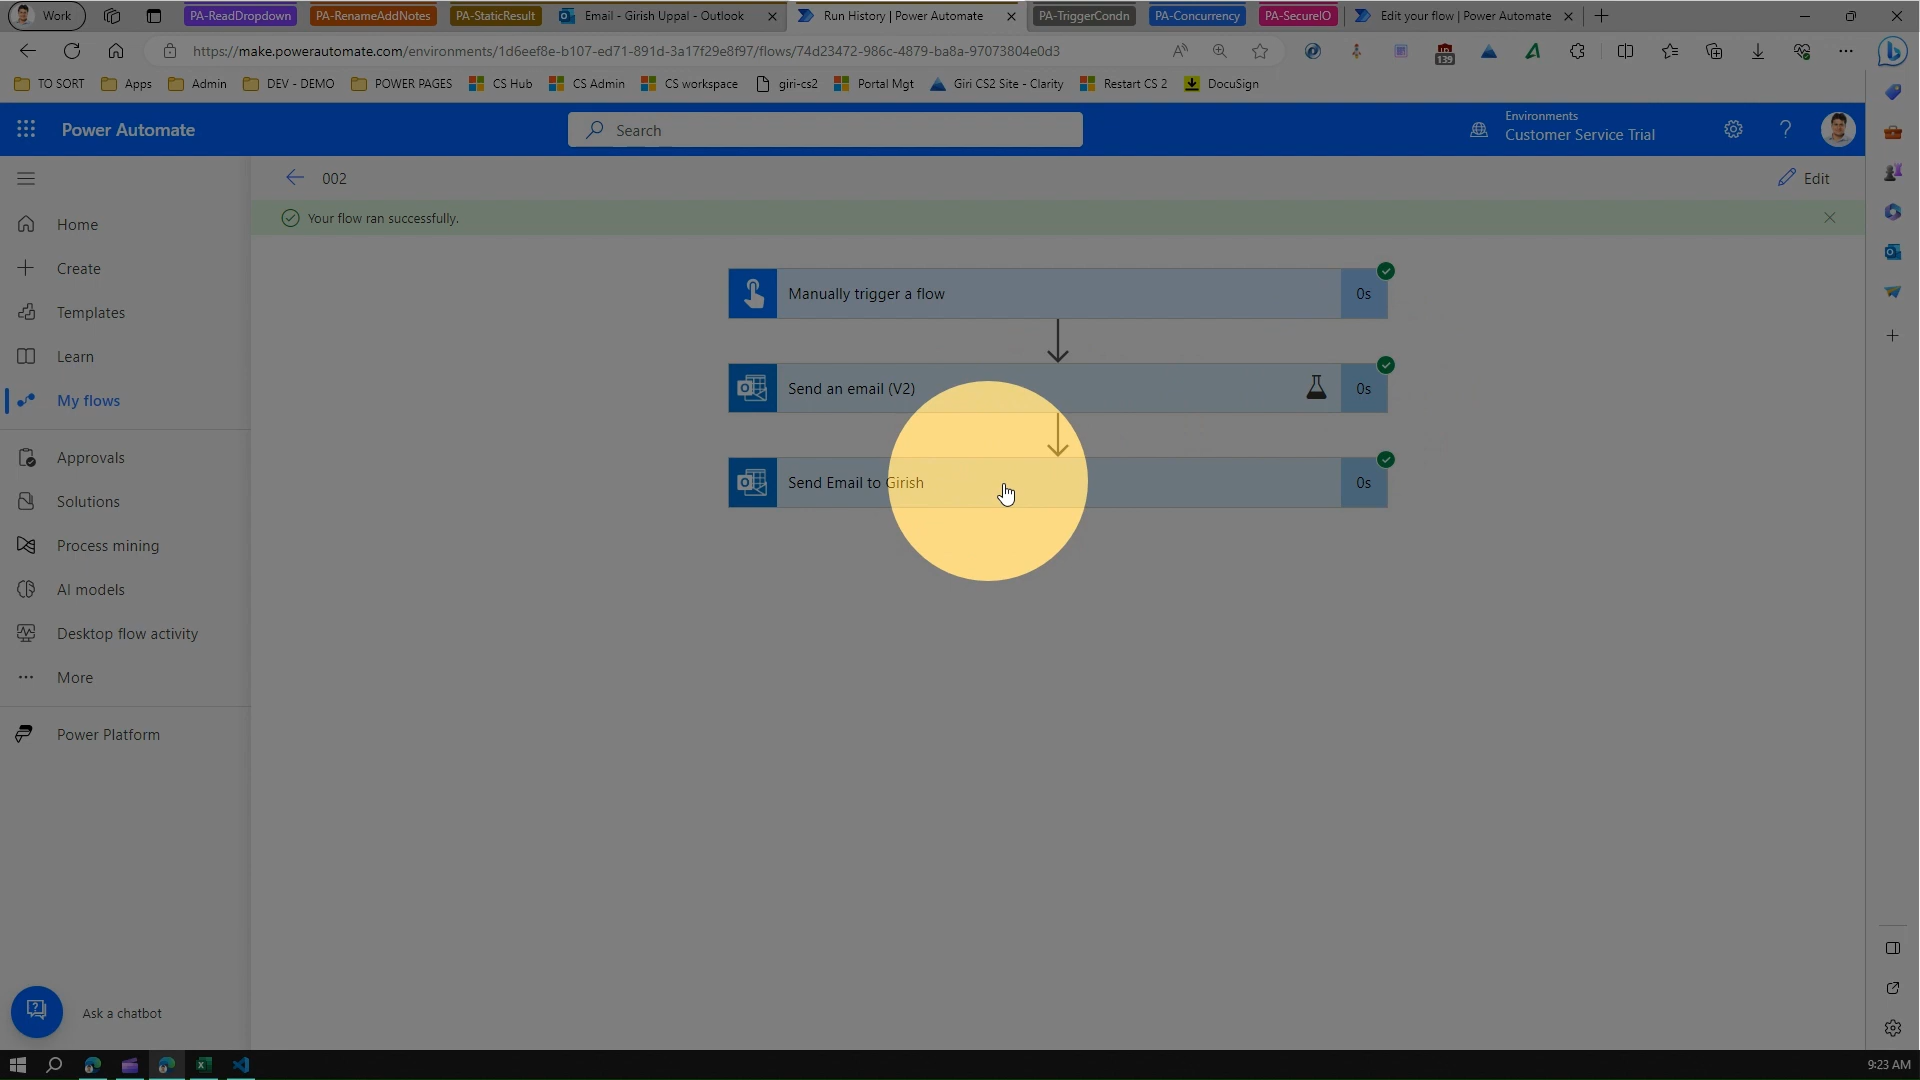 Work
PA-ReadDropdown
PA-RenameAddNotes
PA-StaticResult
Email - Girish Uppal - Outlook
Run History | Power Automate
PA-TriggerCondn
PA-Concurrency
PA-SecureIO
Edit your flow | Power Automate
https://make.powerautomate.com/environments/1d6eef8e-b107-ed71-891d-3a17f29e8f97/flows/74d23472-986c-4879-ba8a-97073804e0d3
139
TO SORT
Apps
Admin
DEV - DEMO
POWER PAGES
CS Hub
CS Admin
CS workspace
giri-cs2
Portal Mgt
Giri CS2 Site - Clarity
Restart CS 2
DocuSign
Power Automate
Search
Environments
Customer Service Trial
002
Edit
Your flow ran successfully.
Home
Create
Templates
Learn
My flows
Approvals
Solutions
Process mining
AI models
Desktop flow activity
More
Power Platform
Manually trigger a flow
0s
Send an email (V2)
0s
Send Email to Girish
0s
Ask a chatbot
9:23 AM